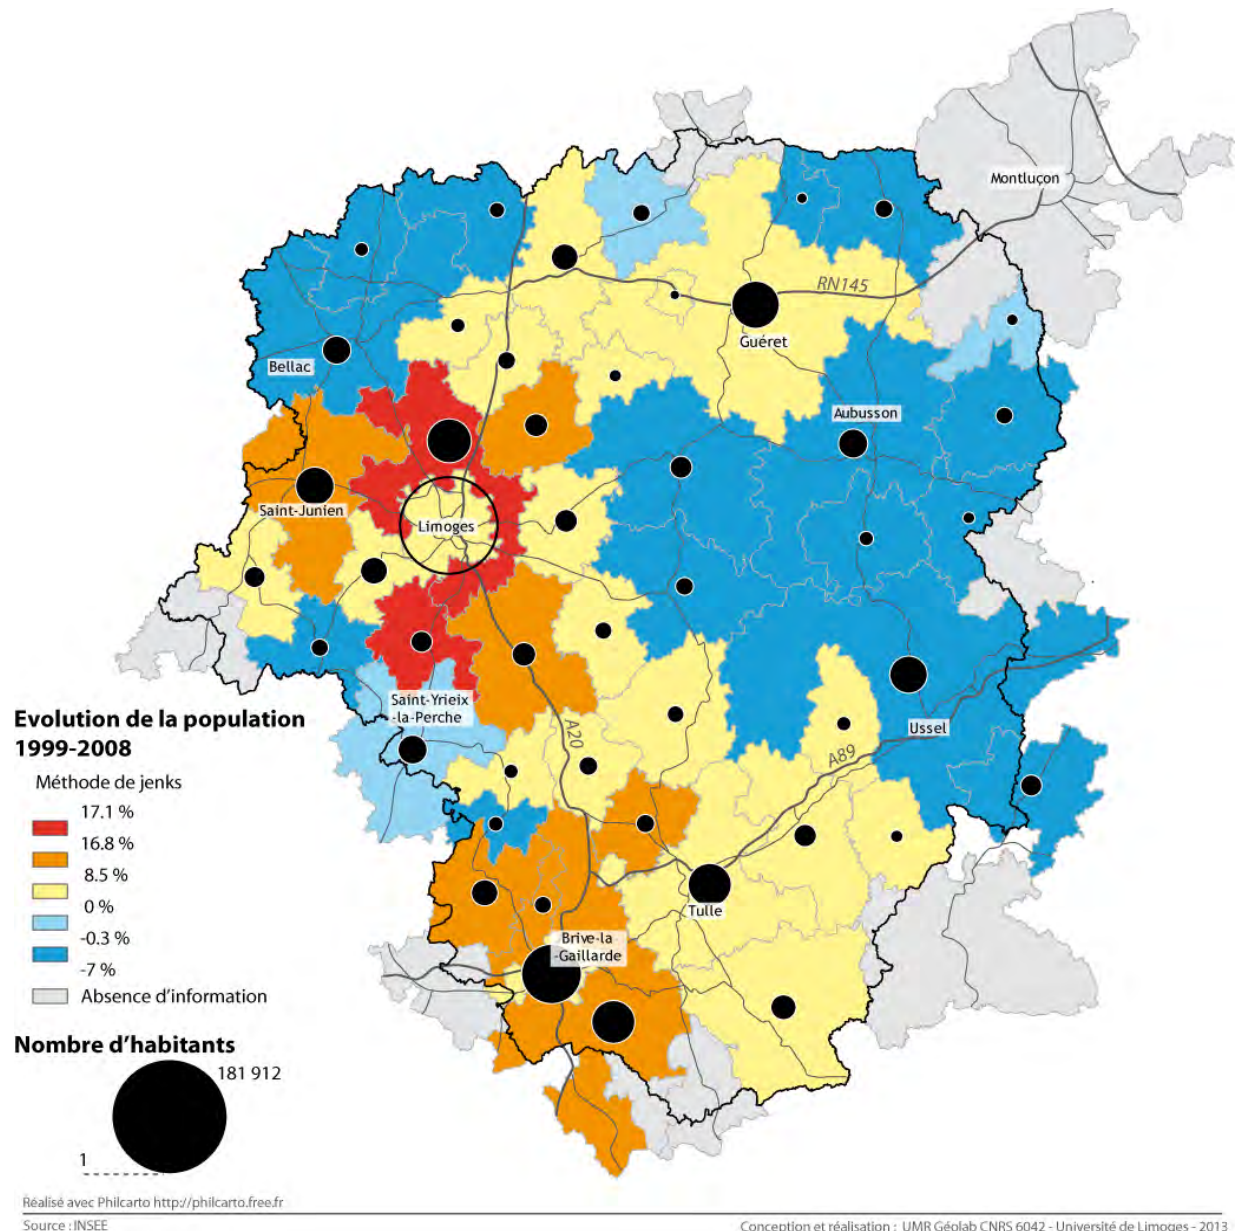 Montluçon
RN145
Guéret
Bellac
Aubusson
Saint-Junien
Limoges
Saint-Yrieix
-la-Perche
A20
Ussel
A89
Tulle
Brive-la
-Gaillarde
Evolution de la population
1999-2008
Méthode de jenks
17.1 %
16.8 %
8.5 %
0 %
-0.3 %
-7 %
Absence d'information
Nombre d'habitants
181 912
1
Réalisé avec Philcarto http://philcarto.free.fr
Source : INSEE
Conception et réalisation : UMR Géolab CNRS 6042 - Université de Limoges - 2013